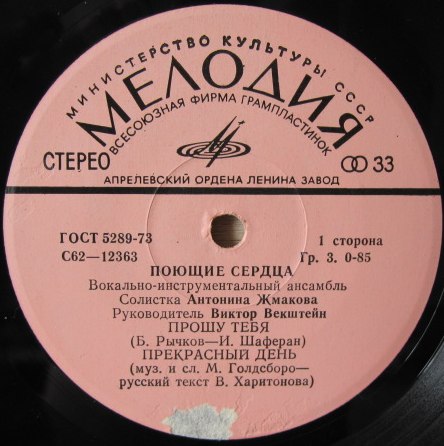 МИНИСТЕРСТВО КУЛЬТУРЫ СССР
МЕЛОДИЯ
ВСЕСОЮЗНАЯ ФИРМА ГРАМПЛАСТИНОК
СТЕРЕО 33
АПРЕЛЕВСКИЙ ОРДЕНА ЛЕНИНА ЗАВОД
ГОСТ 5289-73 1 сторона
С62—12363 Гр. 3. 0-85
ПОЮЩИЕ СЕРДЦА
Вокально-инструментальный ансамбль
Солистка Антонина Жмакова
Руководитель Виктор Векштейн
ПРОШУ ТЕБЯ
(Б. Рычков—И. Шаферан)
ПРЕКРАСНЫЙ ДЕНЬ
(муз. и сл. М. Голдсборо—
русский текст В. Харитонова)